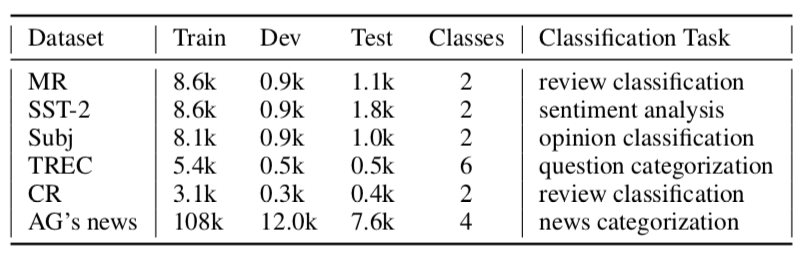 Dataset Train Dev Test Classes Classification Task
MR 8.6k 0.9k 1.1k 2 review classification
SST-2 8.6k 0.9k 1.8k 2 sentiment analysis
Subj 8.1k 0.9k 1.0k 2 opinion classification
TREC 5.4k 0.5k 0.5k 6 question categorization
CR 3.1k 0.3k 0.4k 2 review classification
AG's news 108k 12.0k 7.6k 4 news categorization